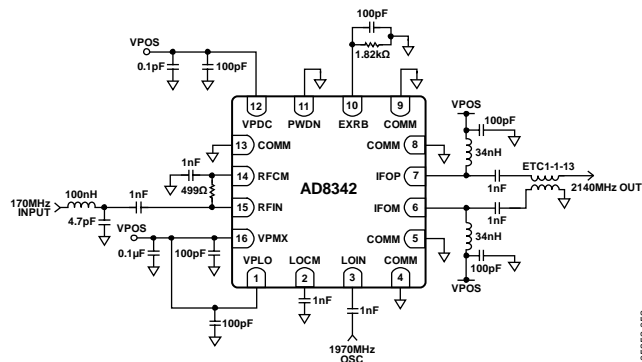 100pF
1.82kΩ
VPOS
0.1pF
100pF
12
11
10
9
VPDC
PWDN
EXRB
COMM
VPOS
100pF
34nH
13
COMM
COMM
8
1nF
14
RFCM
IFOP
7
ETC1-1-13
499Ω
AD8342
1nF
2140MHz OUT
170MHz
INPUT
100nH
1nF
15
RFIN
IFOM
6
1nF
4.7pF
VPOS
16
VPMX
COMM
5
34nH
0.1µF
100pF
VPLO
LOCM
LOIN
COMM
1
2
3
4
100pF
VPOS
100pF
1nF
1nF
1970MHz
OSC